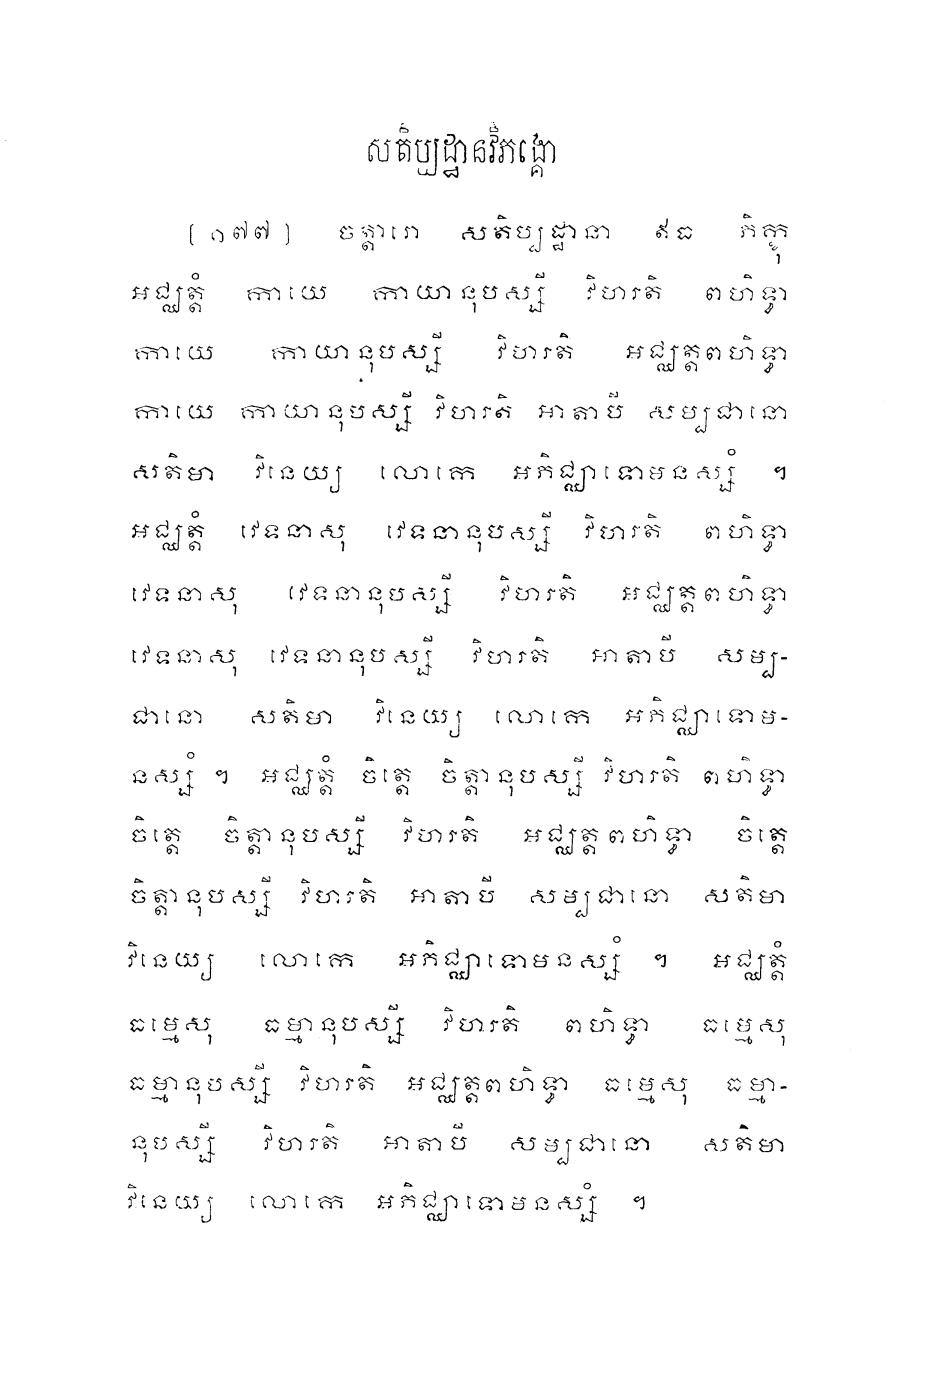 សតិប្បដ្ឋានវិភង្គោ
[១៧៧] ចត្តារោ សតិប្បដ្ឋានា ឥធ ភិក្ខុ
អជ្ឈត្តំ កាយេ កាយានុបស្សី វិហរតិ ពហិទ្ធា
កាយេ កាយានុបស្សី វិហរតិ អជ្ឈត្តពហិទ្ធា
កាយេ កាយានុបស្សី វិហរតិ អាតាបី សម្បជានោ
សតិមា វិនេយ្យ លោកេ អភិជ្ឈាទោមនស្សំ ។
អជ្ឈត្តំ វេទនាសុ វេទនានុបស្សី វិហរតិ ពហិទ្ធា
វេទនាសុ វេទនានុបស្សី វិហរតិ អជ្ឈត្តពហិទ្ធា
វេទនាសុ វេទនានុបស្សី វិហរតិ អាតាបី សម្ប-
ជានោ សតិមា វិនេយ្យ លោកេ អភិជ្ឈាទោម-
នស្សំ ។ អជ្ឈត្តំ ចិត្តេ ចិត្តានុបស្សី វិហរតិ ពហិទ្ធា
ចិត្តេ ចិត្តានុបស្សី វិហរតិ អជ្ឈត្តពហិទ្ធា ចិត្តេ
ចិត្តានុបស្សី វិហរតិ អាតាបី សម្បជានោ សតិមា
វិនេយ្យ លោកេ អភិជ្ឈាទោមនស្សំ ។ អជ្ឈត្តំ
ធម្មេសុ ធម្មានុបស្សី វិហរតិ ពហិទ្ធា ធម្មេសុ
ធម្មានុបស្សី វិហរតិ អជ្ឈត្តពហិទ្ធា ធម្មេសុ ធម្មា-
នុបស្សី វិហរតិ អាតាបី សម្បជានោ សតិមា
វិនេយ្យ លោកេ អភិជ្ឈាទោមនស្សំ ។